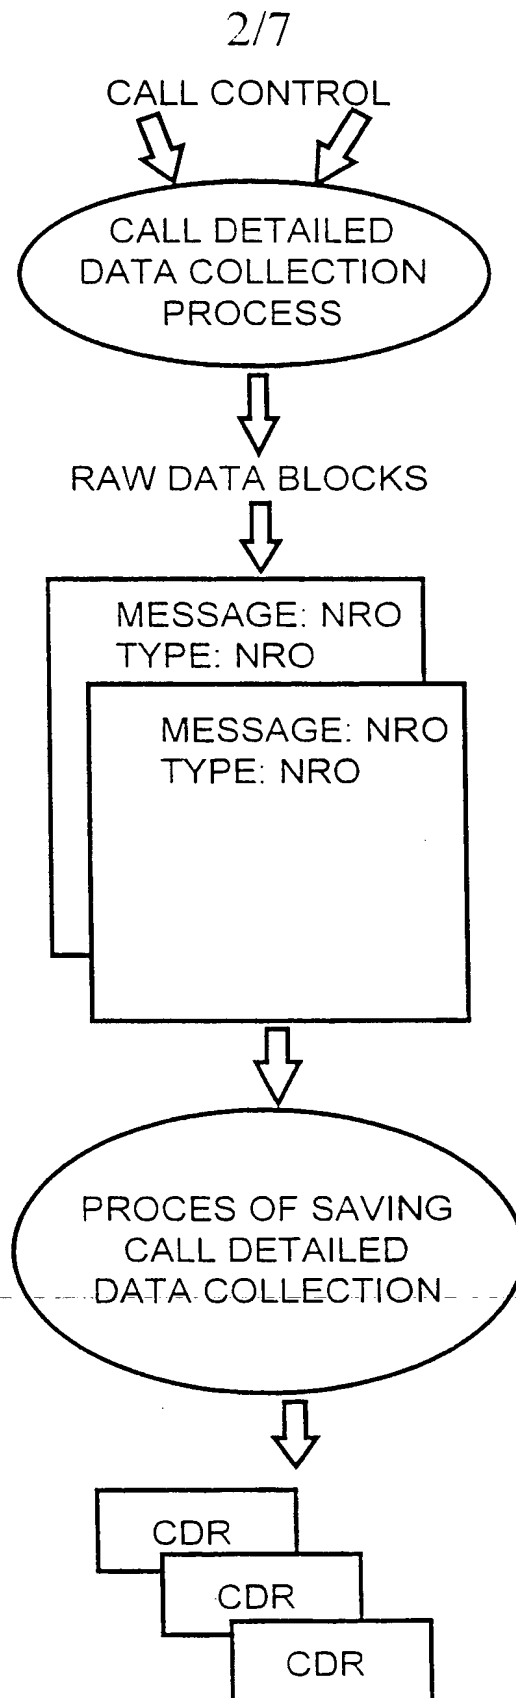 2/7
CALL CONTROL
CALL DETAILED
DATA COLLECTION
PROCESS
RAW DATA BLOCKS
MESSAGE: NRO
TYPE: NRO
MESSAGE: NRO
TYPE: NRO
PROCES OF SAVING
CALL DETAILED
DATA COLLECTION
CDR
CDR
CDR